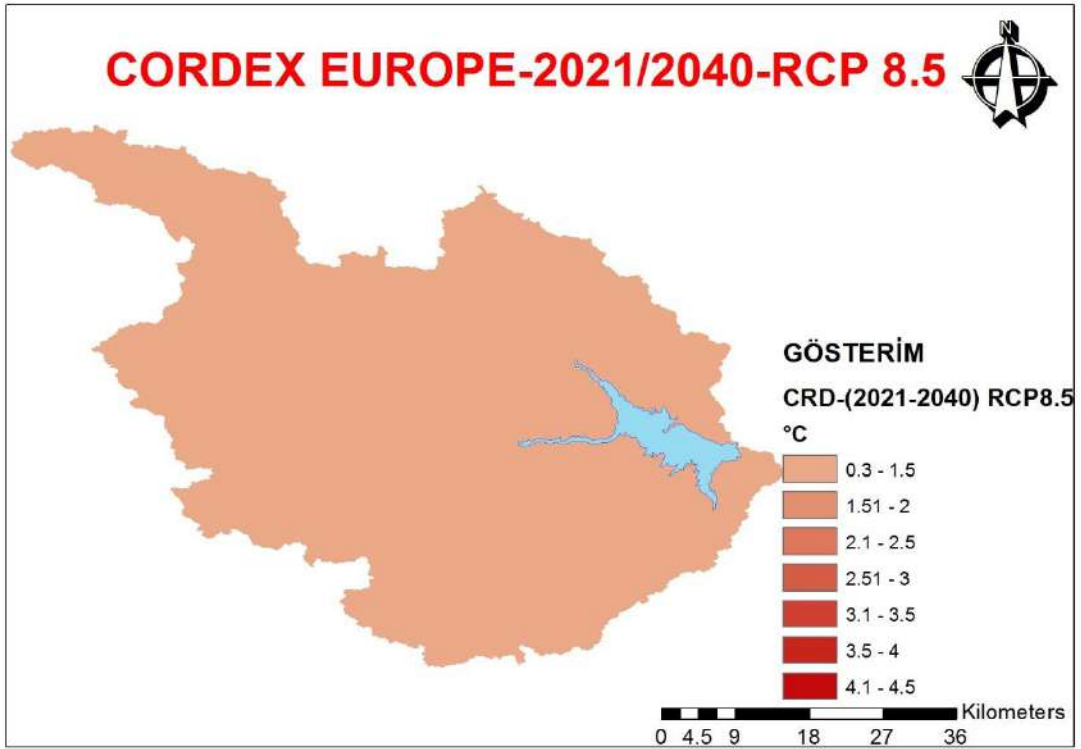 CORDEX EUROPE-2021/2040-RCP 8.5
N
GÖSTERİM
CRD-(2021-2040) RCP8.5
°C
0.3 - 1.5
1.51 - 2
2.1 - 2.5
2.51 - 3
3.1 - 3.5
3.5 - 4
4.1 - 4.5
Kilometers
0 4.5 9 18 27 36